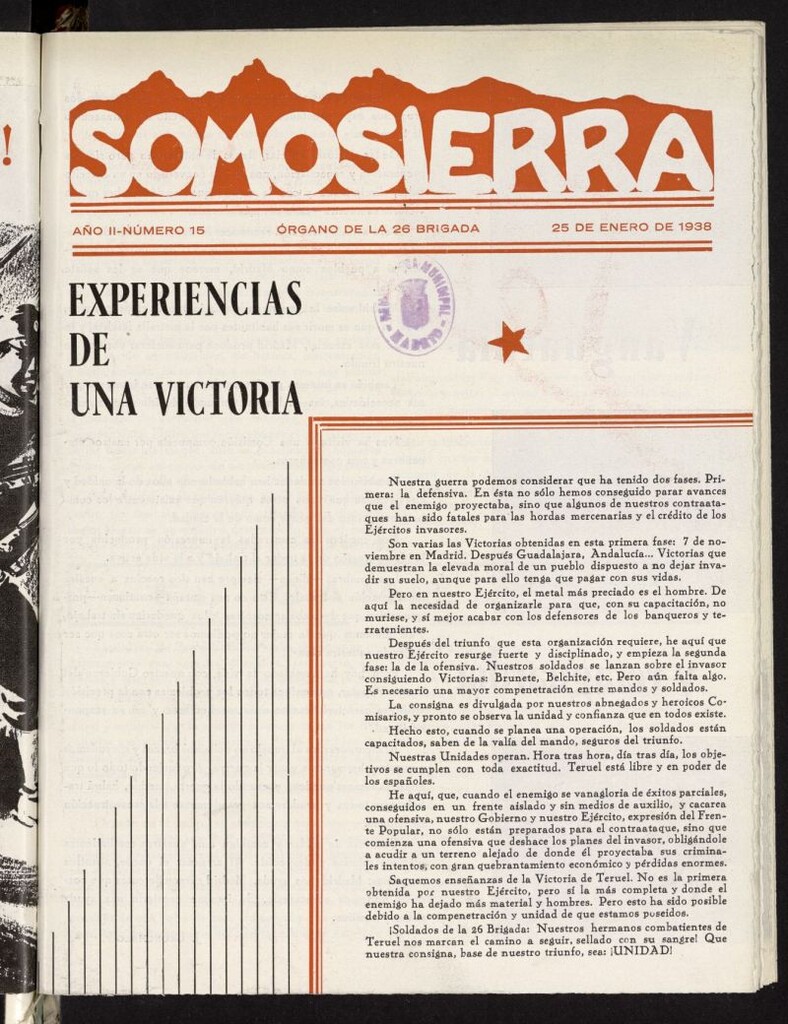 !
SOMOSIERRA
AÑO II-NÚMERO 15 ÓRGANO DE LA 26 BRIGADA 25 DE ENERO DE 1938
MUNICIPAL
MADRID
EXPERIENCIAS
DE
UNA VICTORIA
Nuestra guerra podemos considerar que ha tenido dos fases. Pri-
mera: la defensiva. En ésta no sólo hemos conseguido parar avances
que el enemigo proyectaba, sino que algunos de nuestros contraata-
ques han sido fatales para las hordas mercenarias y el crédito de los
Ejércitos invasores.
Son varias las Victorias obtenidas en esta primera fase: 7 de no-
viembre en Madrid. Después Guadalajara, Andalucía... Victorias que
demuestran la elevada moral de un pueblo dispuesto a no dejar inva-
dir su suelo, aunque para ello tenga que pagar con sus vidas.
Pero en nuestro Ejército, el metal más preciado es el hombre. De
aquí la necesidad de organizarle para que, con su capacitación, no
muriese, y sí mejor acabar con los defensores de los banqueros y te-
rratenientes.
Después del triunfo que esta organización requiere, he aquí que
nuestro Ejército resurge fuerte y disciplinado, y empieza la segunda
fase: la de la ofensiva. Nuestros soldados se lanzan sobre el invasor
consiguiendo Victorias: Brunete, Belchite, etc. Pero aún falta algo.
Es necesario una mayor compenetración entre mandos y soldados.
La consigna es divulgada por nuestros abnegados y heroicos Co-
misarios, y pronto se observa la unidad y confianza que en todos existe.
Hecho esto, cuando se planea una operación, los soldados están
capacitados, saben de la valía del mando, seguros del triunfo.
Nuestras Unidades operan. Hora tras hora, día tras día, los obje-
tivos se cumplen con toda exactitud. Teruel está libre y en poder de
los españoles.
He aquí, que, cuando el enemigo se vanagloria de éxitos parciales,
conseguidos en un frente aislado y sin medios de auxilio, y cacarea
una ofensiva, nuestro Gobierno y nuestro Ejército, expresión del Fren-
te Popular, no sólo están preparados para el contraataque, sino que
comienza una ofensiva que deshace los planes del invasor, obligándole
a acudir a un terreno alejado de donde él proyectaba sus crimina-
les intentos, con gran quebrantamiento económico y pérdidas enormes.
Saquemos enseñanzas de la Victoria de Teruel. No es la primera
obtenida por nuestro Ejército, pero sí la más completa y donde el
enemigo ha dejado más material y hombres. Pero esto ha sido posible
debido a la compenetración y unidad de que estamos poseidos.
¡Soldados de la 26 Brigada: Nuestros hermanos combatientes de
Teruel nos marcan el camino a seguir, sellado con su sangre! Que
nuestra consigna, base de nuestro triunfo, sea: ¡UNIDAD!